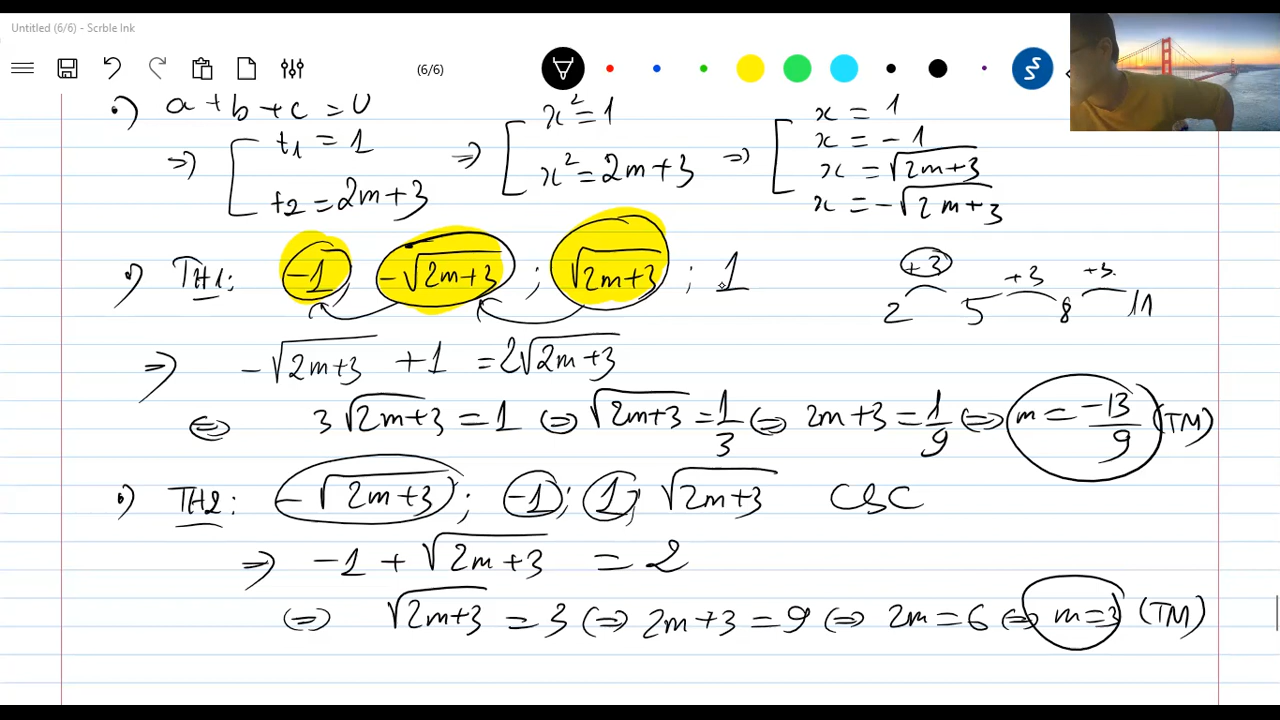 Untitled (6/6) - Scrble Ink
(6/6)
•) a + b + c = 0
=> [ t₁ = 1 => [ x² = 1 => [ x = 1
x = -1
t₂ = 2m+3 x² = 2m+3 x = √(2m+3)
x = -√(2m+3)
•) TH1: -1 ; -√(2m+3) ; √(2m+3) ; 1
+3 +3 +3
2 5 8 11
=> -√(2m+3) + 1 = 2√(2m+3)
<=> 3√(2m+3) = 1 <=> √(2m+3) = 1/3 <=> 2m+3 = 1/9 <=> m = -13/9 (TM)
•) TH2: -√(2m+3) ; -1 ; 1 ; √(2m+3) CSC
=> -1 + √(2m+3) = 2
<=> √(2m+3) = 3 <=> 2m+3 = 9 <=> 2m = 6 <=> m = 3 (TM)